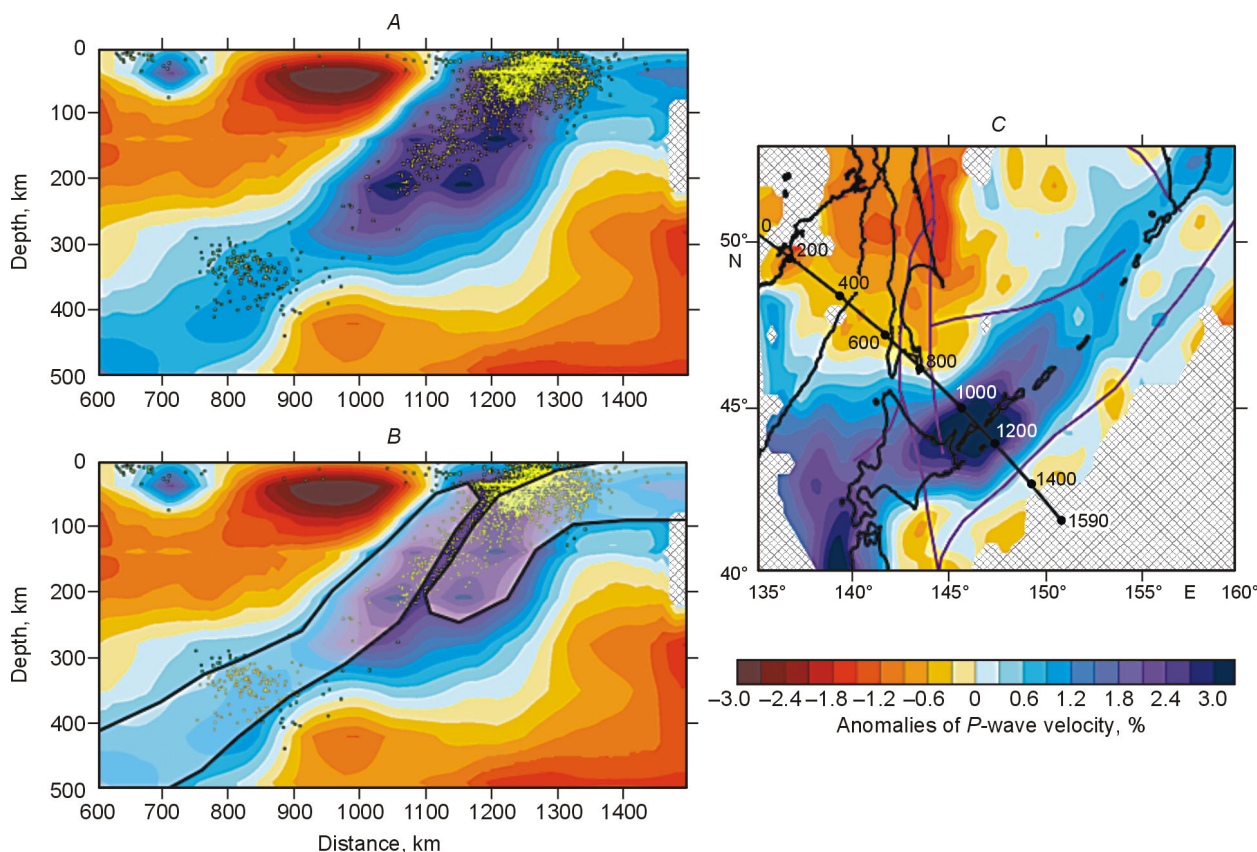 A
0
100
200
300
400
500
Depth, km
600 700 800 900 1000 1100 1200 1300 1400
B
0
100
200
300
400
500
Depth, km
600 700 800 900 1000 1100 1200 1300 1400
Distance, km
C
0
200
400
600
800
1000
1200
1400
1590
50°
N
45°
40°
135° 140° 145° 150° 155° E 160°
−3.0 −2.4 −1.8 −1.2 −0.6 0 0.6 1.2 1.8 2.4 3.0
Anomalies of P-wave velocity, %